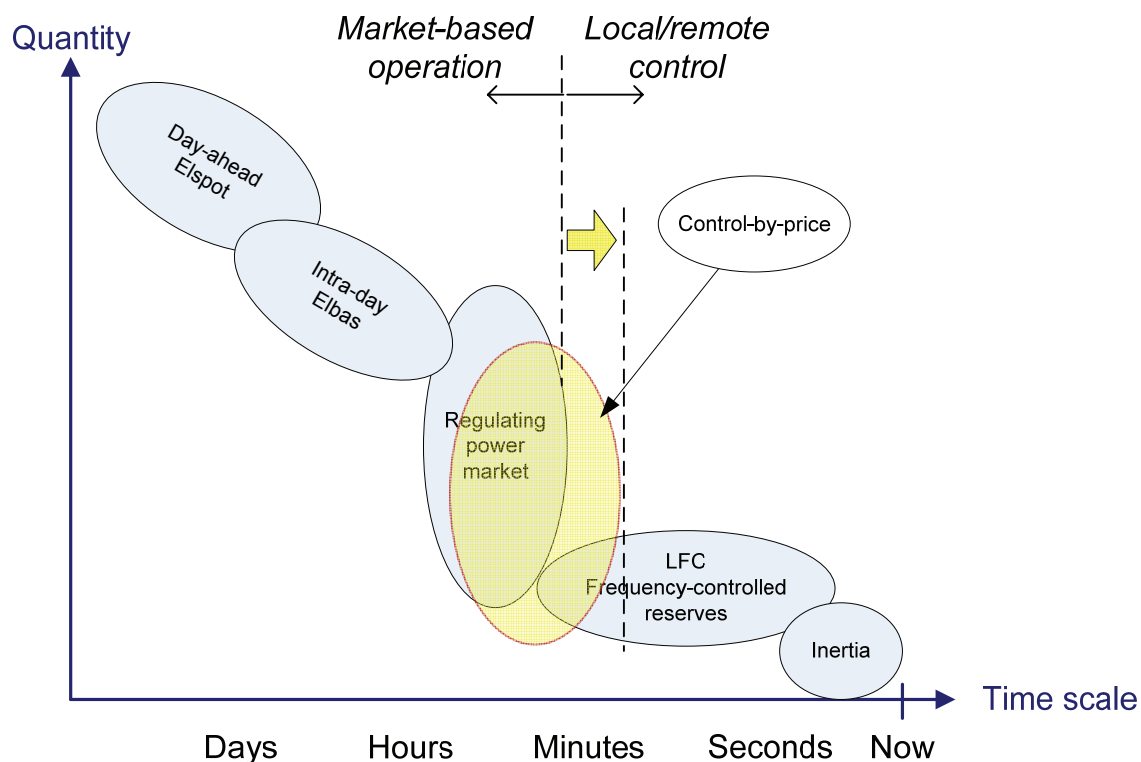 Quantity
Market-based
operation
Local/remote
control
Day-ahead
Elspot
Intra-day
Elbas
Control-by-price
Regulating
power
market
LFC
Frequency-controlled
reserves
Inertia
Time scale
Days
Hours
Minutes
Seconds
Now